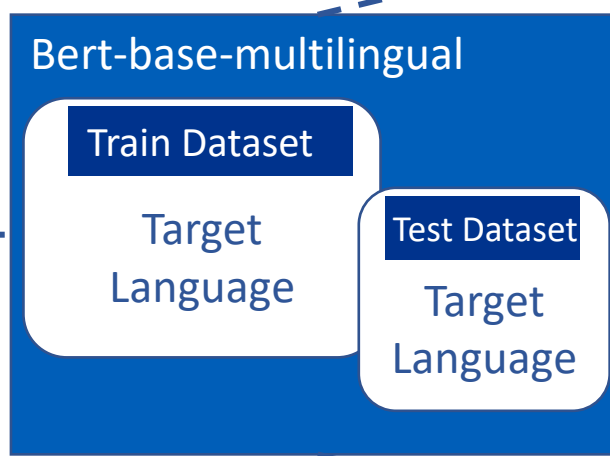 Bert-base-multilingual
Train Dataset
Target
Language
Test Dataset
Target
Language